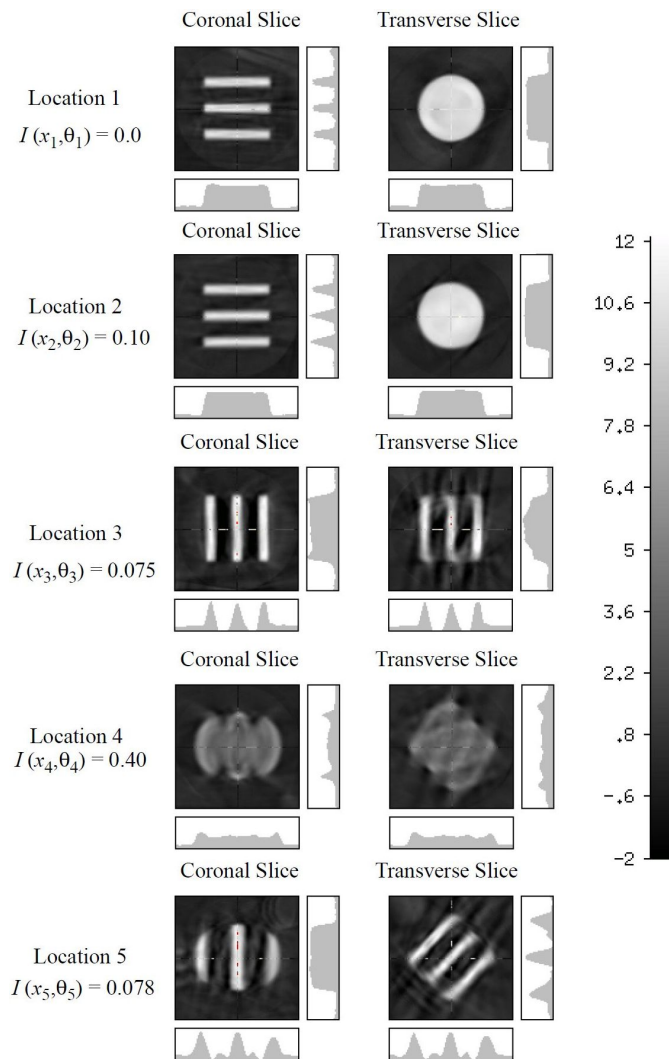 Coronal Slice Transverse Slice
Location 1
I (x1,θ1) = 0.0
Coronal Slice Transverse Slice
Location 2
I (x2,θ2) = 0.10
Coronal Slice Transverse Slice
Location 3
I (x3,θ3) = 0.075
Coronal Slice Transverse Slice
Location 4
I (x4,θ4) = 0.40
Coronal Slice Transverse Slice
Location 5
I (x5,θ5) = 0.078
12
10.6
9.2
7.8
6.4
5
3.6
2.2
.8
-.6
-2